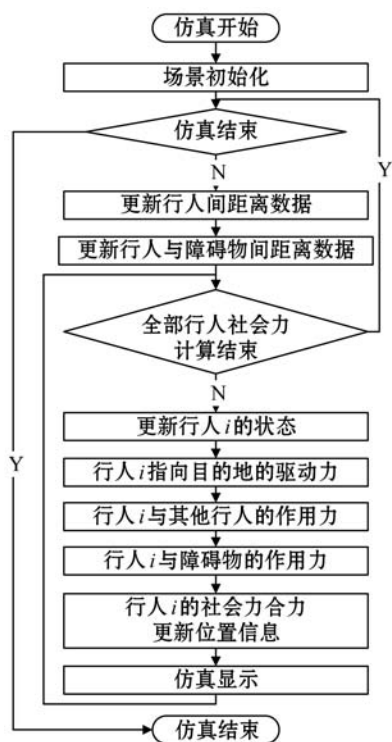 仿真开始
场景初始化
仿真结束
Y
N
更新行人间距离数据
更新行人与障碍物间距离数据
全部行人社会力
计算结束
N
更新行人i的状态
Y
行人i指向目的地的驱动力
行人i与其他行人的作用力
行人i与障碍物的作用力
行人i的社会力合力
更新位置信息
仿真显示
仿真结束